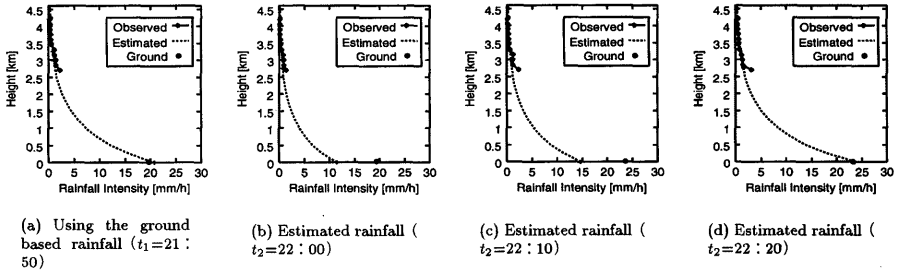 4.5
4
3.5
3
2.5
2
1.5
1
0.5
0
Height [km]
Observed
Estimated
Ground
0 5 10 15 20 25 30
Rainfall Intensity [mm/h]
(a) Using the ground
based rainfall (t1=21 :
50)
4.5
4
3.5
3
2.5
2
1.5
1
0.5
0
Height [km]
Observed
Estimated
Ground
0 5 10 15 20 25 30
Rainfall Intensity [mm/h]
(b) Estimated rainfall (
t2=22 : 00)
4.5
4
3.5
3
2.5
2
1.5
1
0.5
0
Height [km]
Observed
Estimated
Ground
0 5 10 15 20 25 30
Rainfall Intensity [mm/h]
(c) Estimated rainfall (
t2=22 : 10)
4.5
4
3.5
3
2.5
2
1.5
1
0.5
0
Height [km]
Observed
Estimated
Ground
0 5 10 15 20 25 30
Rainfall Intensity [mm/h]
(d) Estimated rainfall (
t2=22 : 20)